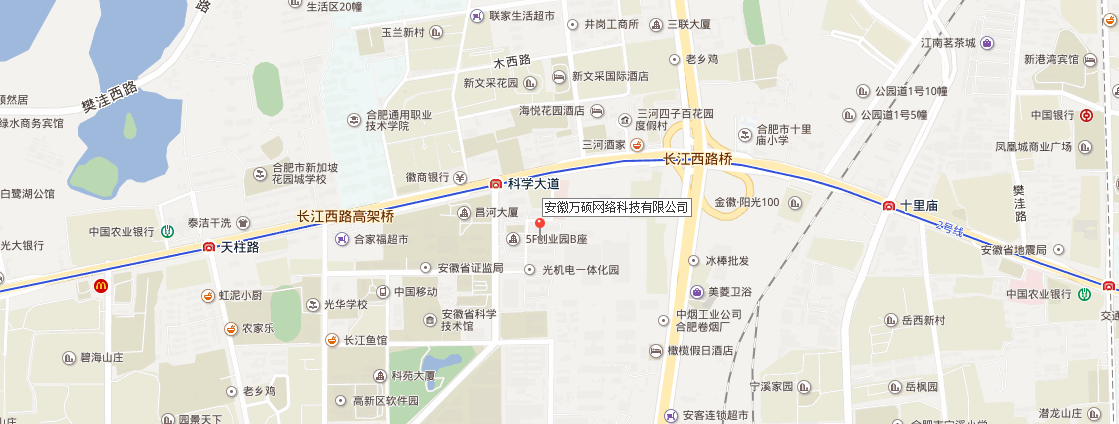 路
生活区20幢
联家生活超市
井岗工商所
三联大厦
玉兰新村
江南茗茶城
木西路
老乡鸡
新港湾宾馆
新文采花园
新文采国际酒店
樊洼西路
颐然居
公园道1号10幢
海悦花园酒店
三河四子百花园
度假村
公园道1号5幢
中国银行
绿水商务宾馆
合肥通用职业
技术学院
合肥市十里
庙小学
三河酒家
凤凰城商业广场
长江西路桥
合肥市新加坡
花园城学校
徽商银行
科学大道
白鹭湖公馆
樊洼路
安徽万硕网络科技有限公司
金徽·阳光100
十里庙
昌河大厦
长江西路高架桥
泰洁干洗
中国农业银行
2号线
合家福超市
5F创业园B座
光大银行
天柱路
安徽省地震局
冰棒批发
安徽省证监局
光机电一体化园
美菱卫浴
中国农业银行
虹泥小厨
光华学校
中国移动
中烟工业公司
合肥卷烟厂
交通
安徽省科学
技术馆
岳西新村
农家乐
长江鱼馆
橄榄假日酒店
碧海山庄
科苑大厦
宁溪家园
岳枫园
老乡鸡
高新区软件园
安客连锁超市
潜龙山庄
园景天下
合肥市宁溪小学